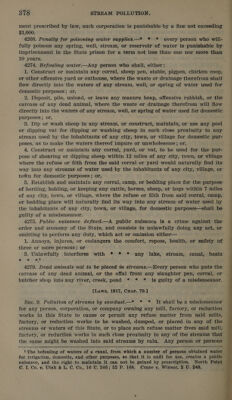 378 STREAM POLLUTION.
ment prescribed by law, such corporation is punishable by a fine not exceeding
$1,000.
4268. Penalty for poisoning water supplies.—* * * every person who will-
fully poisons any spring, well, stream, or reservoir of water is punishable by
imprisonment in the State prison for a term not less than one nor more than
10 years.
4274. Befouling water.—Any person who shall, either:
1. Construct or maintain any corral, sheep pen, stable, pigpen, chicken coop,
or other offensive yard or outhouse, where the waste or drainage therefrom shall
flow directly into the waters of any stream, well, or spring of water used for
domestic purposes; or,
2. Deposit, pile, unload, or leave any manure heap, offensive rubbish, or the
carcass of any dead animal, where the waste or drainage therefrom will flow
directly into the waters of any stream, well, or spring of water used for domestic
purposes; or,
3. Dip or wash sheep in any stream, or construct, maintain, or use any pool
or dipping vat for dipping or washing sheep in such close proximity to any
stream used by the inhabitants of any city, town, or village for domestic pur-
poses, as to make the waters thereof impure or unwholesome; or,
4. Construct or maintain any corral, yard, or vat, to be used for the pur-
pose of shearing or dipping sheep within 12 miles of any city, town, or village
where the refuse or filth from the said corral or yard would naturally find its
way into any streams of water used by the inhabitants of any city, village, or
town for domestic purposes; or,
5. Establish and maintain any corral, camp, or bedding place for the purpose
of herding, holding, or keeping any cattle, horses, sheep, or hogs within 7 miles
of any city, town, or village, where the refuse or filth from said corral, camp,
or bedding place will naturally find its way into any stream of water used by
the inhabitants of any city, town, or village, for domestic purposes—shall be
guilty of a misdemeanor.
4275. Public nuisance defined.—A public nuisance is a crime against the
order and economy of the State, and consists in unlawfully doing any act, or
omitting to perform any duty, which act or omission either—
1. Annoys, injures, or endangers the comfort, repose, health, or safety of
three or more persons; or
3. Unlawfully interferes with * * * any lake, stream, canal, basin
* * *
4279. Dead animals not to be placed in streams.—Every person who puts the
carcass of any dead animal, or the offal from any slaughter pen, corral, or
butcher shop into any river, creek, pond * * * is guilty of a misdemeanor.
[Laws, 1917, Chap. 79.]
Sec. 9. Pollution of streams by sawdust.—* * * It shall be a misdemeanor
for any person, corporation, or company owning any mill, factory, or reduction
works in this State to cause or permit any refuse matter from said mills,
factory, or reduction works to be washed, dumped, or placed in any of the
streams or waters of this State, or to place such refuse matter from said mill,
factory, or reduction works in such close proximity to any of the streams that
the same might be washed into said streams by rain. Any person or persons
¹ The befouling of waters of a canal, from which a number of persons obtained water
for irrigation, domestic, and other purposes, so that it is unfit for use, creates a public
nuisance, and the right to maintain it can not be gained by prescription. North Point
C. I. Co. v. Utah & L. C. Co., 16 U. 246; 52 P. 168. Crane v. Winsor, 2 U. 248.